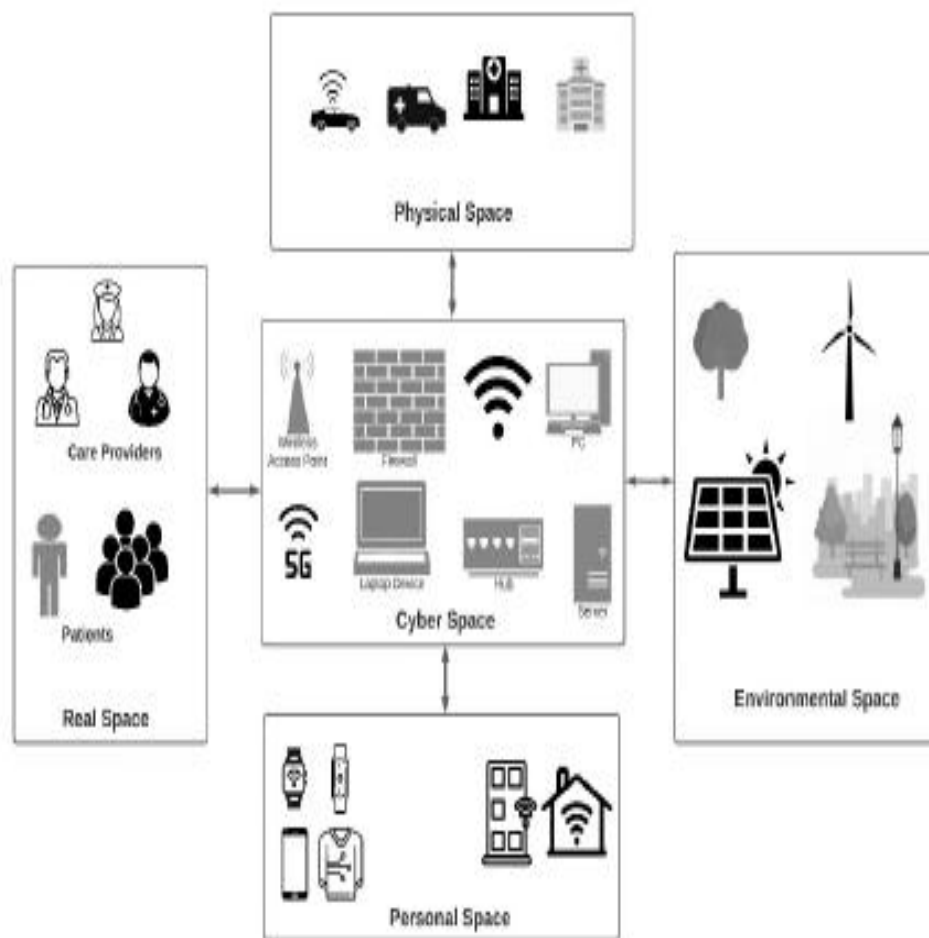 Physical Space
Care Providers
Patients
Real Space
Wireless
Access Point
Firewall
PC
5G
Laptop Device
Hub
Server
Cyber Space
Environmental Space
Personal Space